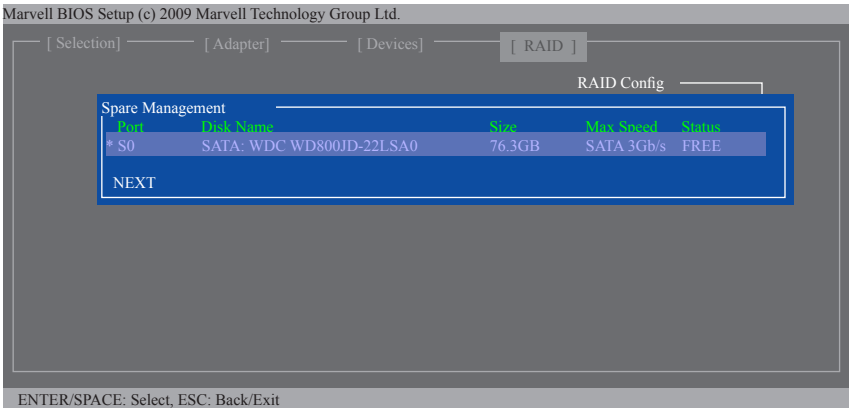 Marvell BIOS Setup (c) 2009 Marvell Technology Group Ltd.
[ Selection] [ Adapter] [ Devices] [ RAID ]
RAID Config
Spare Management
Port Disk Name Size Max Speed Status
* S0 SATA: WDC WD800JD-22LSA0 76.3GB SATA 3Gb/s FREE
NEXT
ENTER/SPACE: Select, ESC: Back/Exit